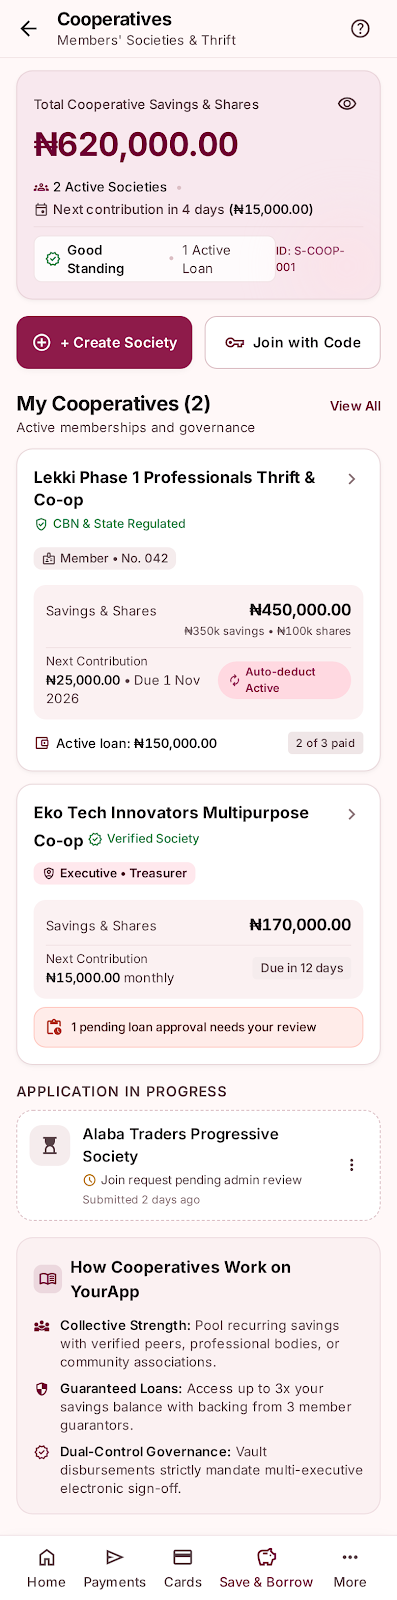 Cooperatives
Members' Societies & Thrift
Total Cooperative Savings & Shares
₦620,000.00
2 Active Societies •
Next contribution in 4 days (₦15,000.00)
Good Standing • 1 Active Loan
ID: S-COOP-001
+ Create Society
Join with Code
My Cooperatives (2)
View All
Active memberships and governance
Lekki Phase 1 Professionals Thrift &
Co-op
CBN & State Regulated
Member • No. 042
Savings & Shares
₦450,000.00
₦350k savings • ₦100k shares
Next Contribution
₦25,000.00 • Due 1 Nov
2026
Auto-deduct
Active
Active loan: ₦150,000.00
2 of 3 paid
Eko Tech Innovators Multipurpose
Co-op Verified Society
Executive • Treasurer
Savings & Shares
₦170,000.00
Next Contribution
₦15,000.00 monthly
Due in 12 days
1 pending loan approval needs your review
APPLICATION IN PROGRESS
Alaba Traders Progressive
Society
Join request pending admin review
Submitted 2 days ago
How Cooperatives Work on
YourApp
Collective Strength: Pool recurring savings
with verified peers, professional bodies, or
community associations.
Guaranteed Loans: Access up to 3x your
savings balance with backing from 3 member
guarantors.
Dual-Control Governance: Vault
disbursements strictly mandate multi-executive
electronic sign-off.
Home
Payments
Cards
Save & Borrow
More